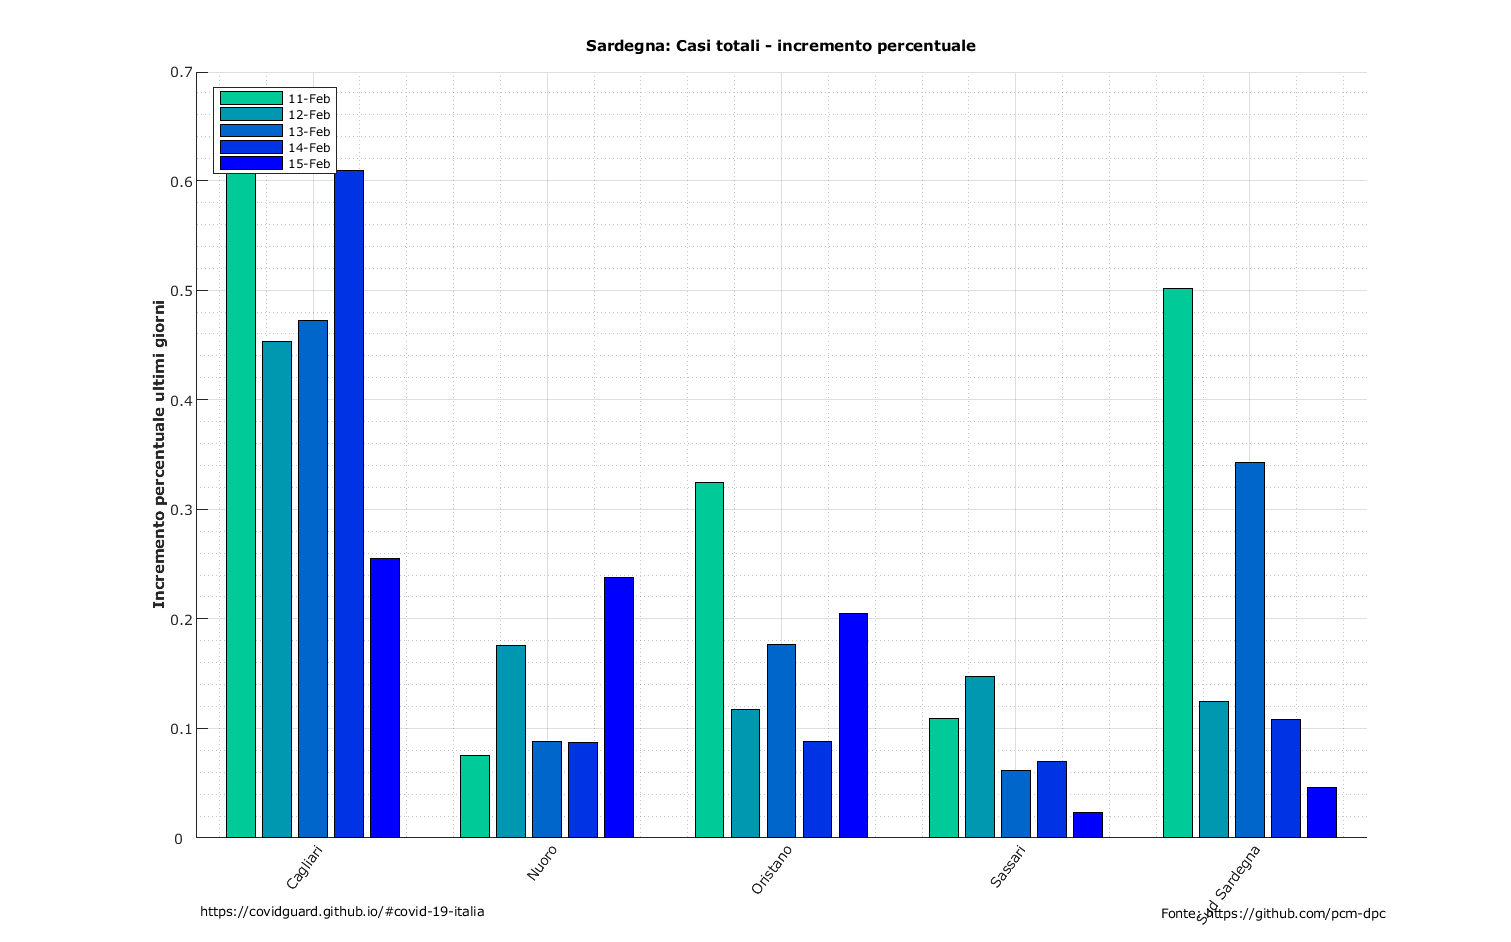 Sardegna: Casi totali - incremento percentuale
0.7
0.6
0.5
0.4
0.3
0.2
0.1
0
Incremento percentuale ultimi giorni
11-Feb
12-Feb
13-Feb
14-Feb
15-Feb
Cagliari
Nuoro
Oristano
Sassari
Sud Sardegna
https://covidguard.github.io/#covid-19-italia
Fonte: https://github.com/pcm-dpc